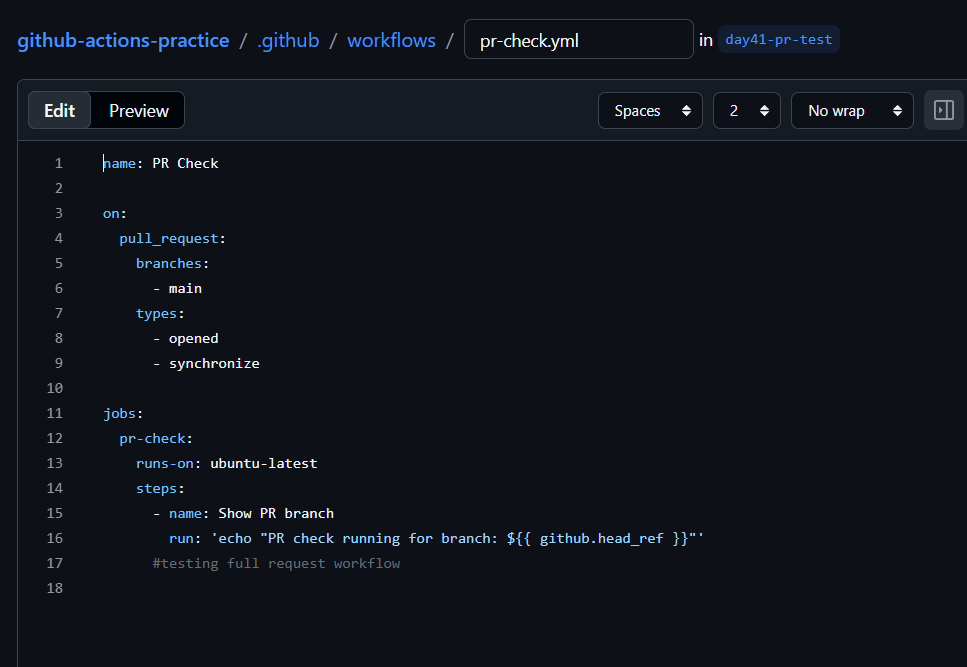 github-actions-practice / .github / workflows / pr-check.yml in day41-pr-test
Edit Preview Spaces 2 No wrap
1 name: PR Check
2
3 on:
4   pull_request:
5     branches:
6       - main
7     types:
8       - opened
9       - synchronize
10
11 jobs:
12   pr-check:
13     runs-on: ubuntu-latest
14     steps:
15       - name: Show PR branch
16         run: 'echo "PR check running for branch: ${{ github.head_ref }}"'
17       #testing full request workflow
18